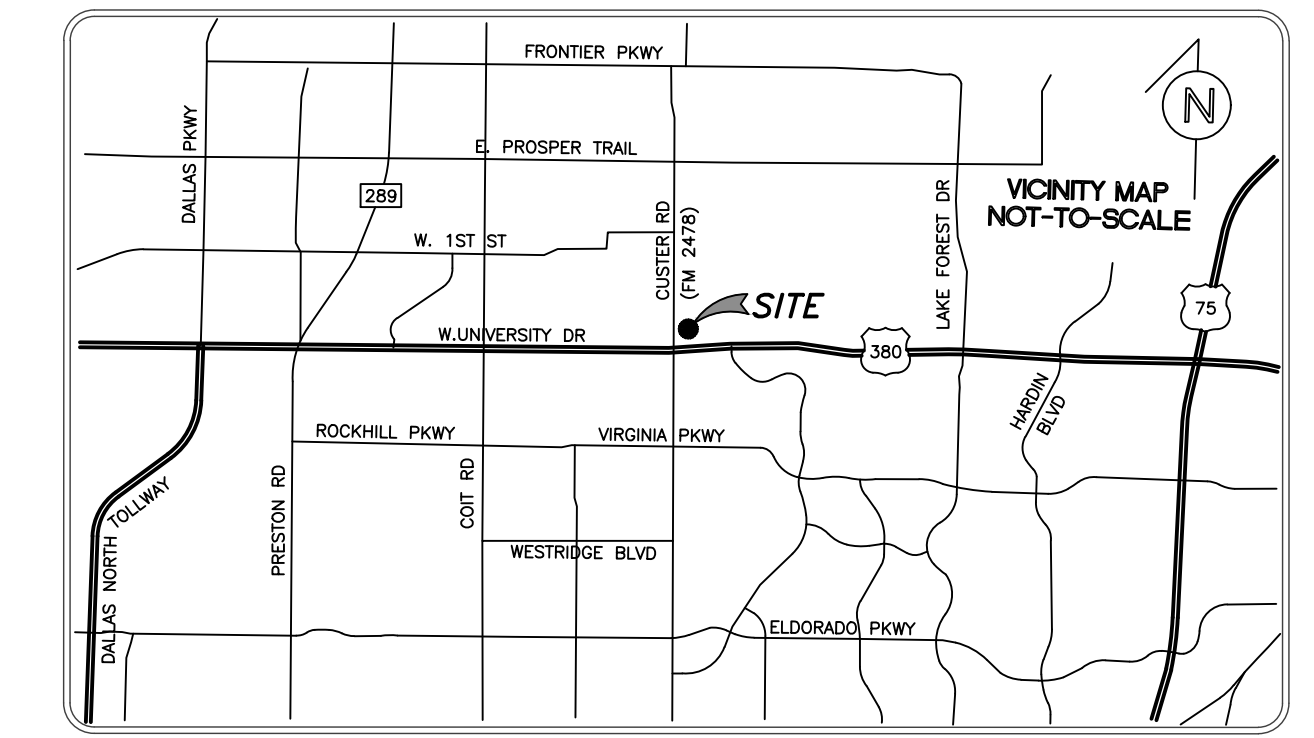 FRONTIER PKWY
N
DALLAS PKWY
E. PROSPER TRAIL
289
VICINITY MAP
NOT-TO-SCALE
W. 1ST ST
CUSTER RD
(FM 2478)
LAKE FOREST DR
SITE
75
W.UNIVERSITY DR
380
HARDIN
BLVD
ROCKHILL PKWY
VIRGINIA PKWY
PRESTON RD
COIT RD
DALLAS NORTH TOLLWAY
WESTRIDGE BLVD
ELDORADO PKWY